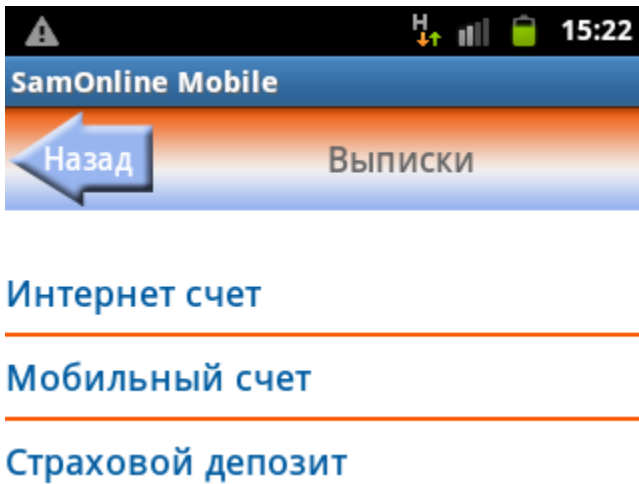 H 15:22
SamOnline Mobile
Назад Выписки
Интернет счет
Мобильный счет
Страховой депозит